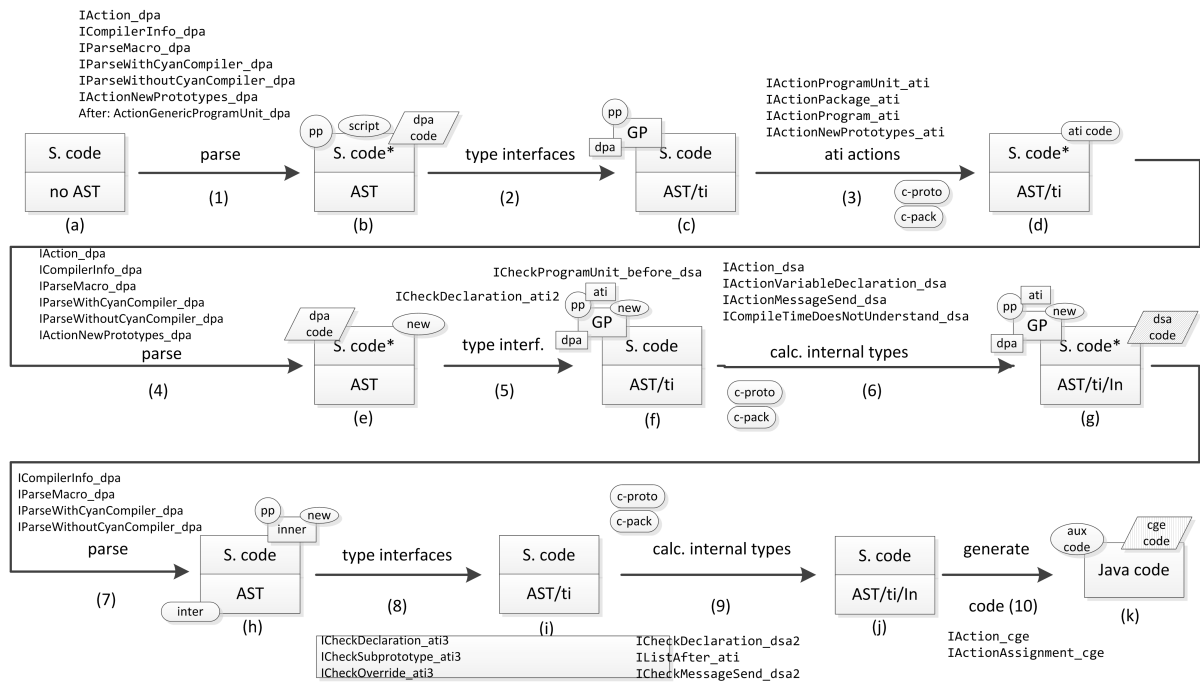 IAction_dpa
ICompilerInfo_dpa
IParseMacro_dpa
IParseWithCyanCompiler_dpa
IParseWithoutCyanCompiler_dpa
IActionNewPrototypes_dpa
After: ActionGenericProgramUnit_dpa
S. code
no AST
(a)
parse
(1)
pp
script
dpa
code
S. code*
AST
(b)
type interfaces
(2)
pp
GP
dpa
S. code
AST/ti
(c)
IActionProgramUnit_ati
IActionPackage_ati
IActionProgram_ati
IActionNewPrototypes_ati
ati actions
(3)
c-proto
c-pack
ati code
S. code*
AST/ti
(d)
IAction_dpa
ICompilerInfo_dpa
IParseMacro_dpa
IParseWithCyanCompiler_dpa
IParseWithoutCyanCompiler_dpa
IActionNewPrototypes_dpa
parse
(4)
dpa
code
new
S. code*
AST
(e)
ICheckProgramUnit_before_dsa
ICheckDeclaration_ati2
type interf.
(5)
ati
pp
new
GP
dpa
S. code
AST/ti
(f)
IAction_dsa
IActionVariableDeclaration_dsa
IActionMessageSend_dsa
ICompileTimeDoesNotUnderstand_dsa
calc. internal types
(6)
c-proto
c-pack
ati
pp
new
GP
dpa
dsa
code
S. code*
AST/ti/In
(g)
ICompilerInfo_dpa
IParseMacro_dpa
IParseWithCyanCompiler_dpa
IParseWithoutCyanCompiler_dpa
parse
(7)
pp
new
inner
S. code
AST
inter
(h)
type interfaces
(8)
ICheckDeclaration_ati3
ICheckSubprototype_ati3
ICheckOverride_ati3
S. code
AST/ti
(i)
c-proto
c-pack
calc. internal types
(9)
ICheckDeclaration_dsa2
IListAfter_ati
ICheckMessageSend_dsa2
S. code
AST/ti/In
(j)
generate
code (10)
IAction_cge
IActionAssignment_cge
aux
code
cge
code
Java code
(k)